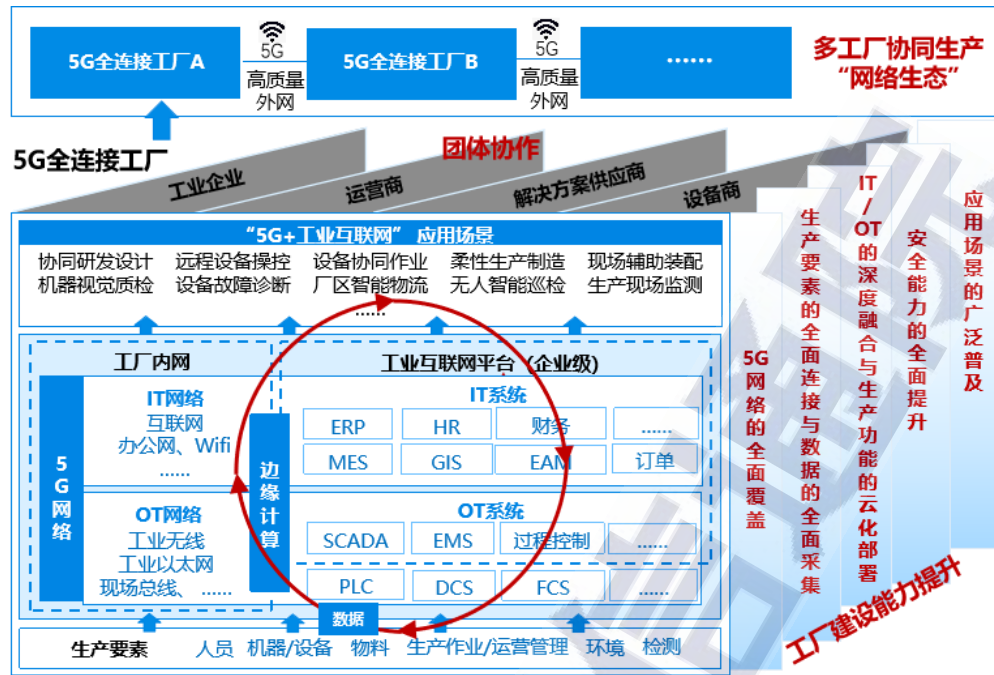 5G全连接工厂A
5G
高质量
外网
5G全连接工厂B
5G
高质量
外网
······
多工厂协同生产
“网络生态”
5G全连接工厂
团体协作
工业企业
运营商
解决方案供应商
设备商
“5G+工业互联网” 应用场景
协同研发设计 远程设备操控 设备协同作业 柔性生产制造 现场辅助装配
机器视觉质检 设备故障诊断 厂区智能物流 无人智能巡检 生产现场监测
······
工厂内网
5G网络
IT网络
互联网
办公网、Wifi
······
OT网络
工业无线
工业以太网
现场总线、······
边缘计算
工业互联网平台（企业级)
IT系统
ERP HR 财务 ······
MES GIS EAM 订单
OT系统
SCADA EMS 过程控制 ······
PLC DCS FCS ······
数据
生产要素 人员 机器/设备 物料 生产作业/运营管理 环境 检测
5G网络的全面覆盖
生产要素的全面连接与数据的全面采集
IT/OT的深度融合与生产功能的云化部署
安全能力的全面提升
应用场景的广泛普及
工厂建设能力提升